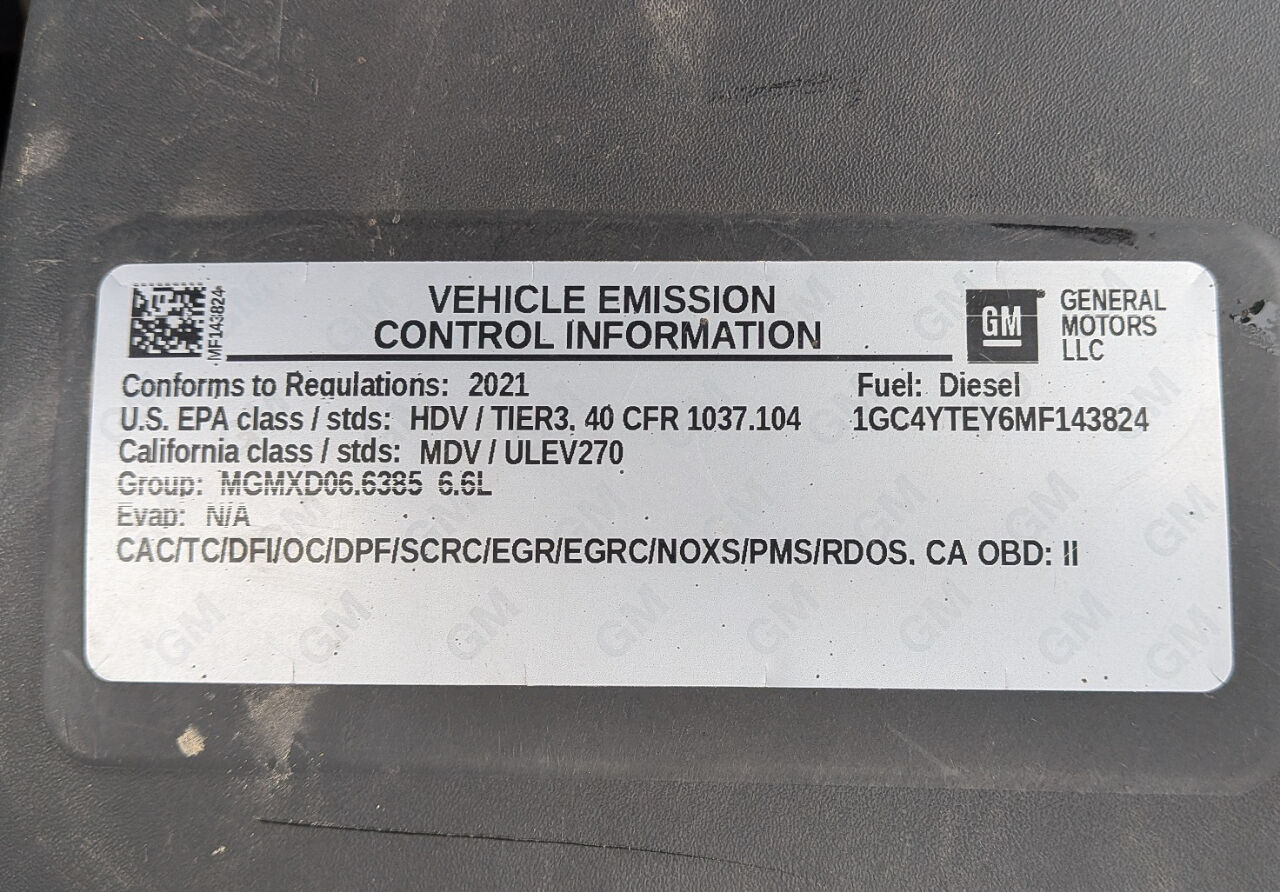 MF143824
VEHICLE EMISSION
CONTROL INFORMATION
GM
GENERAL
MOTORS
LLC
Conforms to Regulations: 2021
Fuel: Diesel
U.S. EPA class / stds: HDV / TIER3, 40 CFR 1037.104
1GC4YTEY6MF143824
California class / stds: MDV / ULEV270
Group: MGMXD06.6385 6.6L
Evap: N/A
CAC/TC/DFI/OC/DPF/SCRC/EGR/EGRC/NOXS/PMS/RDOS. CA OBD: II